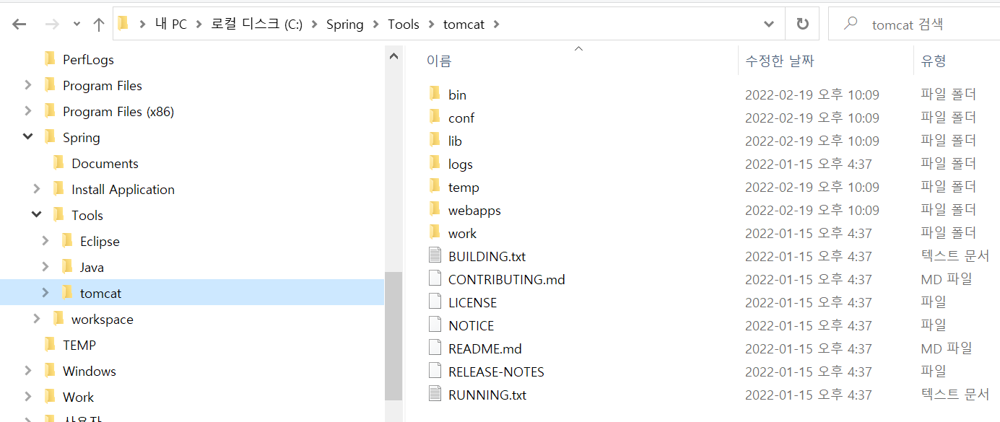 내 PC > 로컬 디스크 (C:) > Spring > Tools > tomcat >
tomcat 검색
PerfLogs
Program Files
Program Files (x86)
Spring
Documents
Install Application
Tools
Eclipse
Java
tomcat
workspace
TEMP
Windows
Work
사용자
이름 수정한 날짜 유형
bin 2022-02-19 오후 10:09 파일 폴더
conf 2022-02-19 오후 10:09 파일 폴더
lib 2022-02-19 오후 10:09 파일 폴더
logs 2022-01-15 오후 4:37 파일 폴더
temp 2022-02-19 오후 10:09 파일 폴더
webapps 2022-02-19 오후 10:09 파일 폴더
work 2022-01-15 오후 4:37 파일 폴더
BUILDING.txt 2022-01-15 오후 4:37 텍스트 문서
CONTRIBUTING.md 2022-01-15 오후 4:37 MD 파일
LICENSE 2022-01-15 오후 4:37 파일
NOTICE 2022-01-15 오후 4:37 파일
README.md 2022-01-15 오후 4:37 MD 파일
RELEASE-NOTES 2022-01-15 오후 4:37 파일
RUNNING.txt 2022-01-15 오후 4:37 텍스트 문서